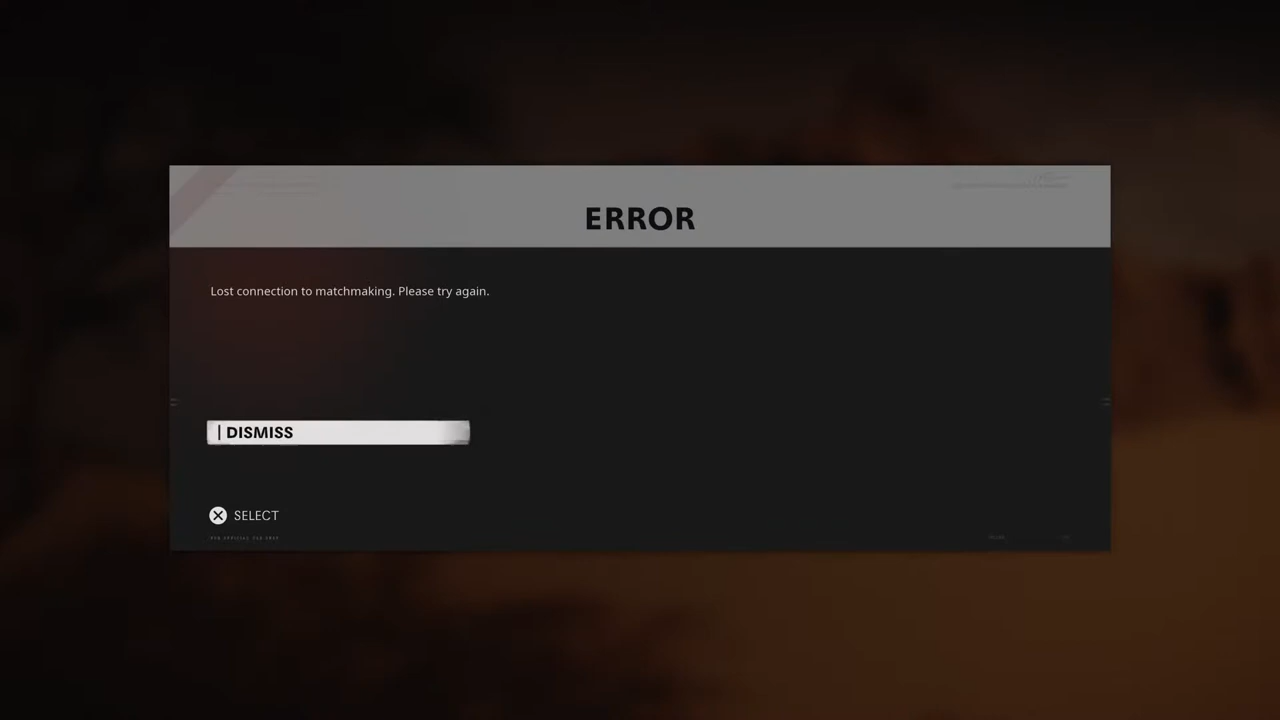 ERROR
Lost connection to matchmaking. Please try again.
| DISMISS
SELECT